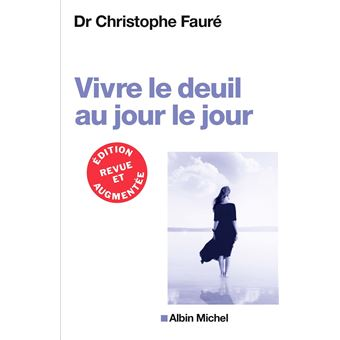 Dr Christophe Fauré
Vivre le deuil
au jour le jour
ÉDITION
REVUE ET
AUGMENTÉE
Albin Michel